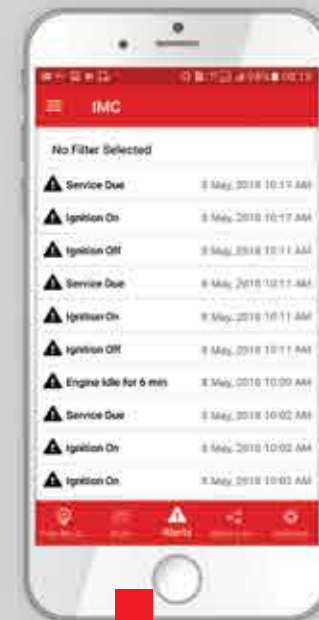 IMC
No Filter Selected
Service Due 8 May, 2018 10:17 AM
Ignition On 8 May, 2018 10:17 AM
Ignition Off 8 May, 2018 10:11 AM
Service Due 8 May, 2018 10:11 AM
Ignition On 8 May, 2018 10:11 AM
Ignition Off 8 May, 2018 10:11 AM
Engine Idle for 6 min 8 May, 2018 10:09 AM
Service Due 8 May, 2018 10:02 AM
Ignition On 8 May, 2018 10:02 AM
Ignition On 8 May, 2018 10:02 AM
Alerts